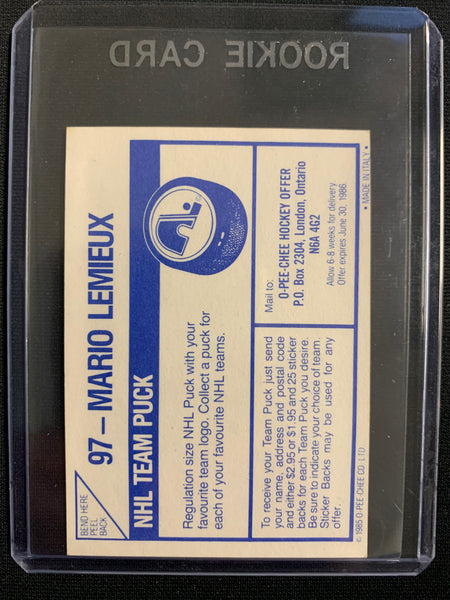 ROOKIE CARD
BEND HERE
PEEL
BACK
97 – MARIO LEMIEUX
NHL TEAM PUCK
Regulation size NHL Puck with your
favourite team logo. Collect a puck for
each of your favourite NHL teams.
To receive your Team Puck just send
your name, address and postal code
and either $2.95 or $1.95 and 25 sticker
backs for each Team Puck you desire.
Be sure to indicate your choice of team.
Sticker Backs may be used for any
offer.
Mail to:
O-PEE-CHEE HOCKEY OFFER
P.O. Box 2304, London, Ontario
N6A 4G2
Allow 6-8 weeks for delivery
Offer expires June 30, 1986.
© 1985 O-PEE-CHEE CO. LTD
• MADE IN ITALY •